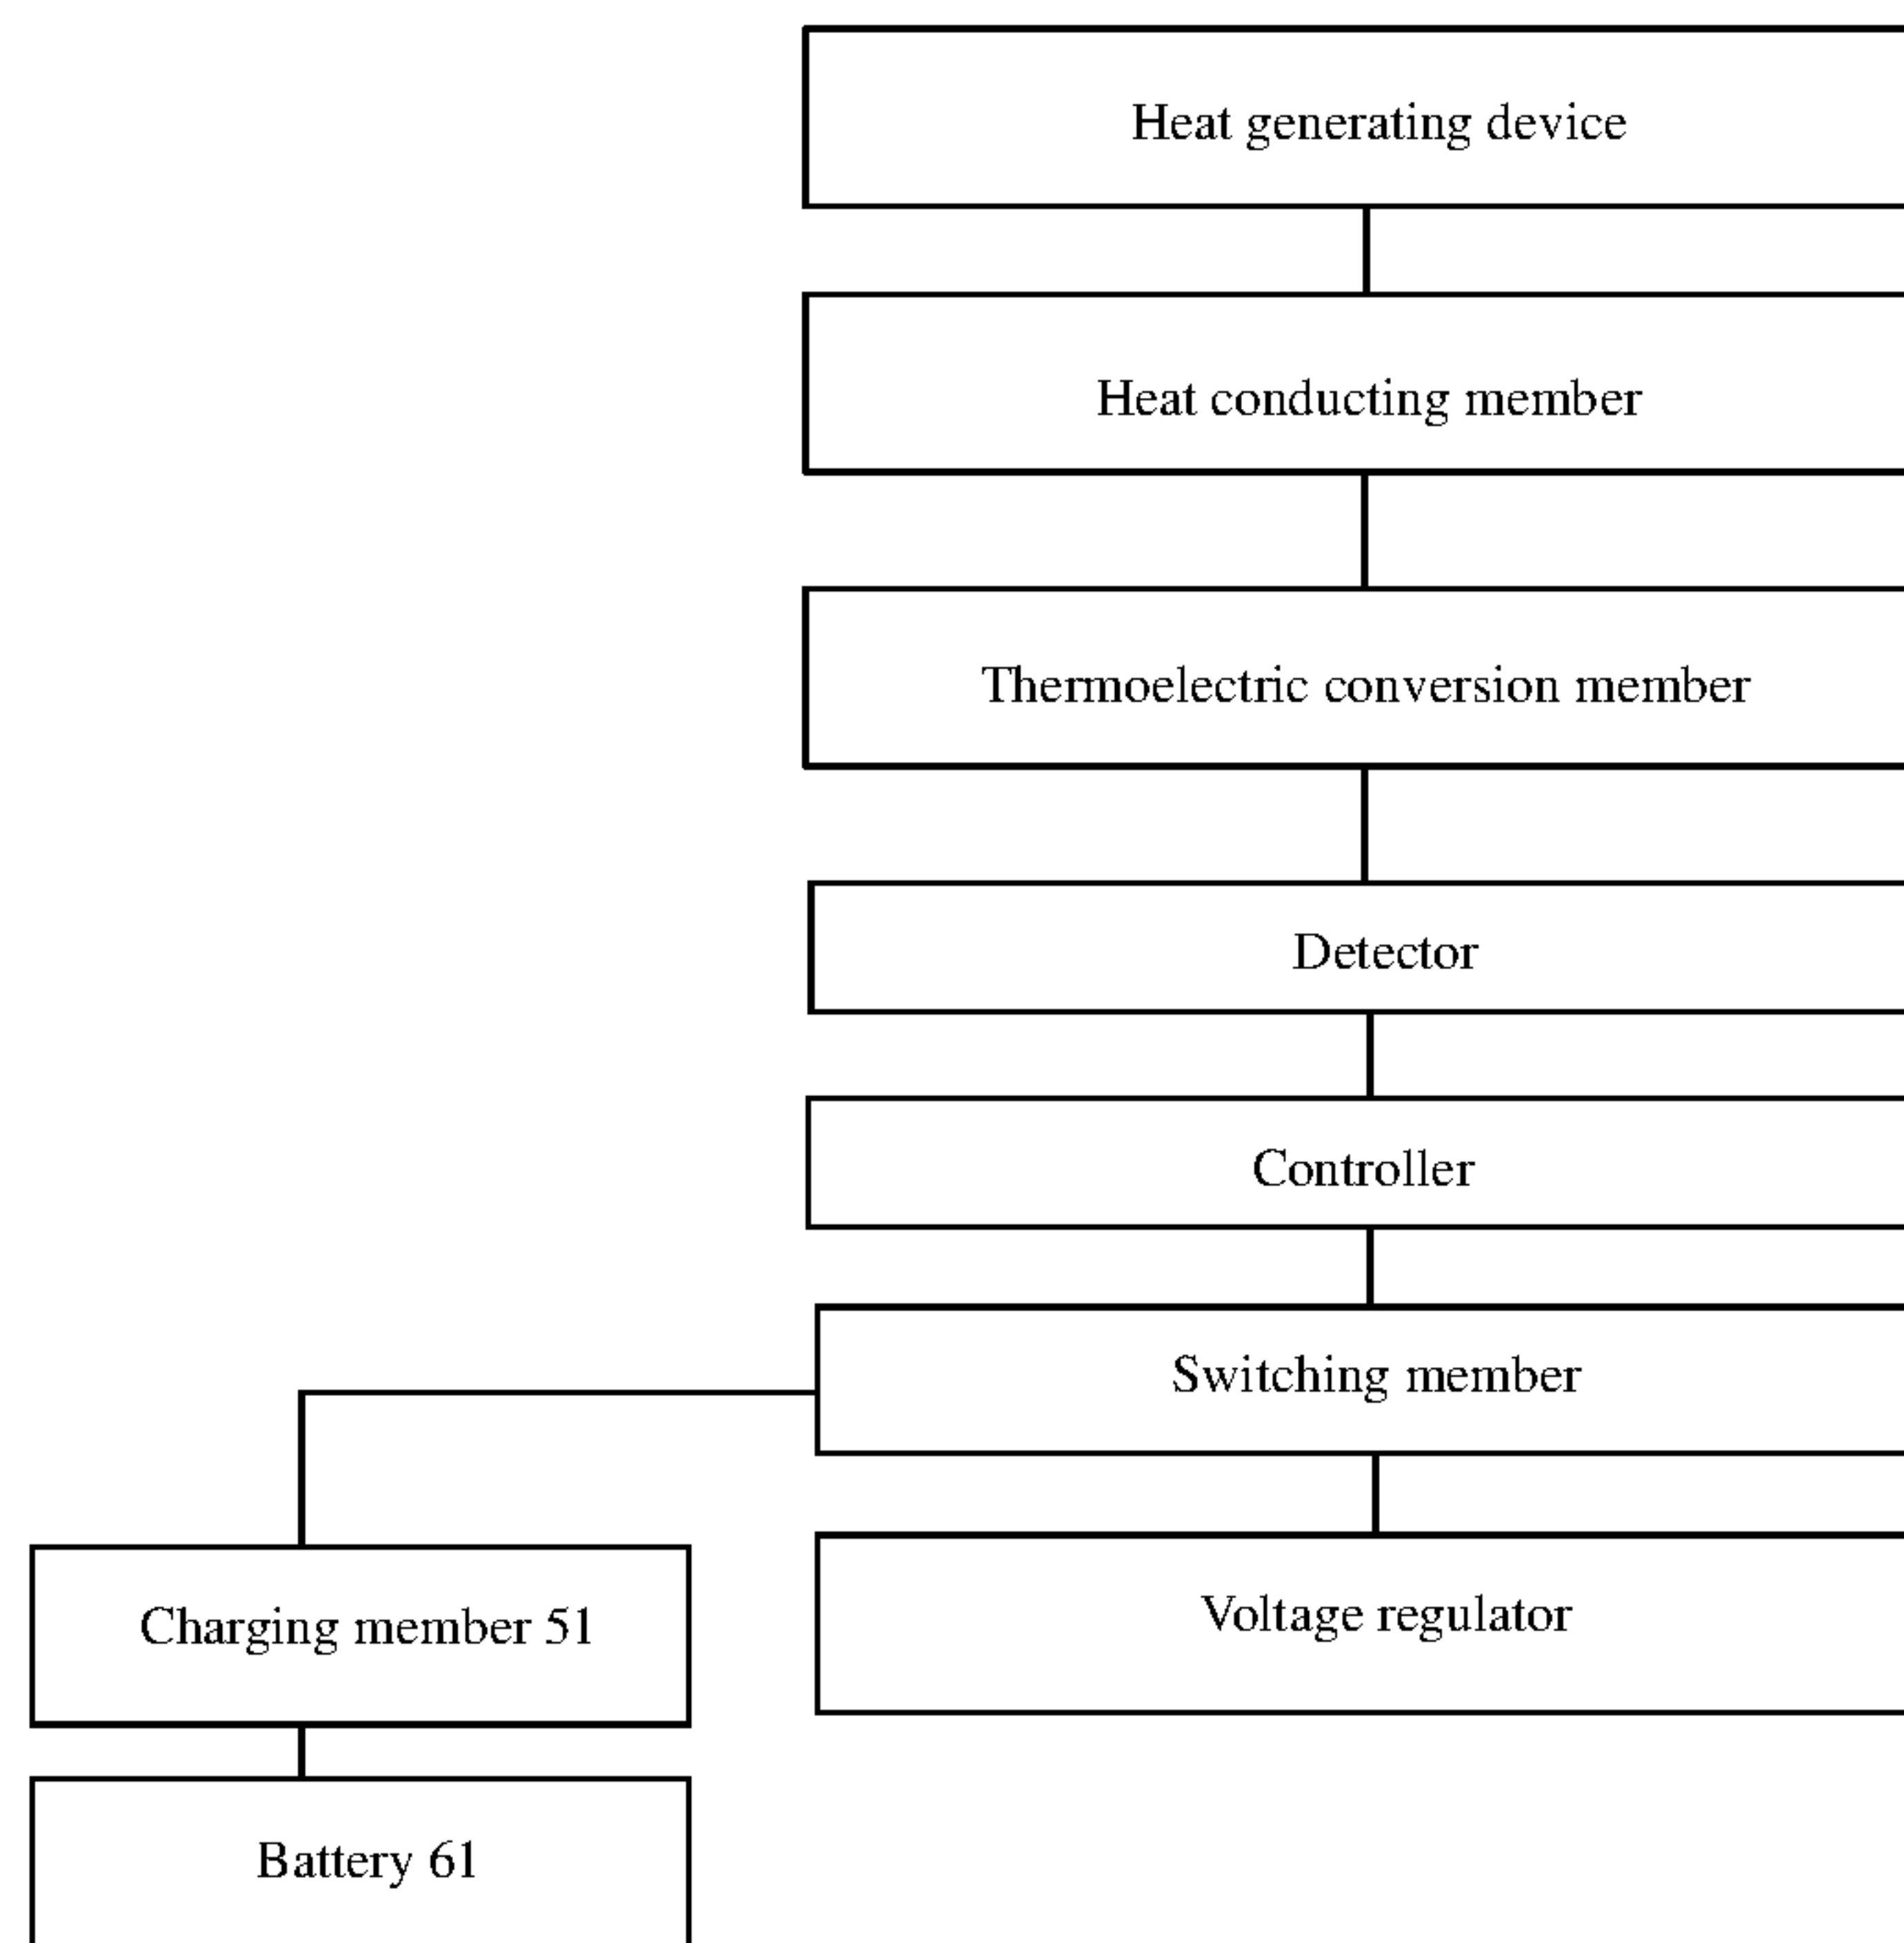 Heat generating device
Heat conducting member
Thermoelectric conversion member
Detector
Controller
Switching member
Voltage regulator
Charging member 51
Battery 61